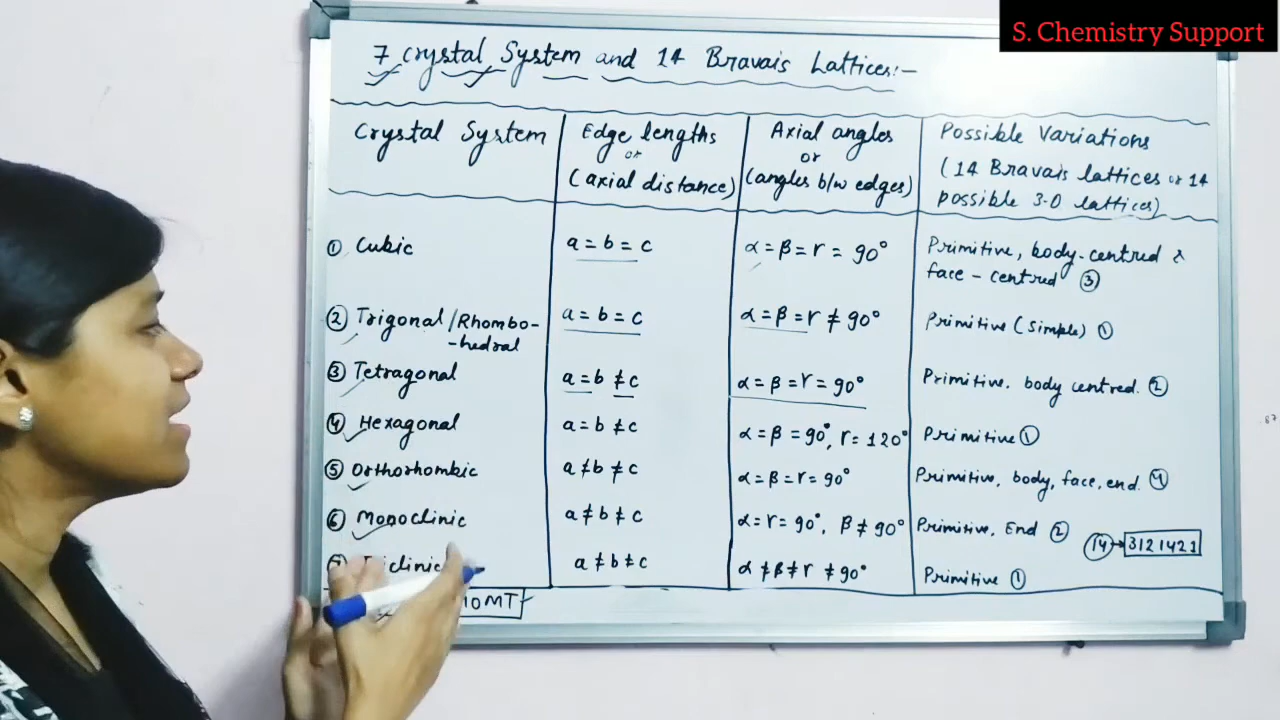 S. Chemistry Support
7 Crystal System and 14 Bravais Lattices:-
Crystal System
Edge lengths
or
(axial distance)
Axial angles
or
(angles b/w edges)
Possible Variations
(14 Bravais lattices or 14
possible 3-D lattices)
① Cubic
a = b = c
α = β = r = 90°
Primitive, body-centred &
face-centred ③
② Trigonal/Rhombo-
-hedral
a = b = c
α = β = r ≠ 90°
Primitive (simple) ①
③ Tetragonal
a = b ≠ c
α = β = r = 90°
Primitive, body centred. ②
④ Hexagonal
a = b ≠ c
α = β = 90°, r = 120°
Primitive ①
⑤ Orthorhombic
a ≠ b ≠ c
α = β = r = 90°
Primitive, body, face, end. ④
⑥ Monoclinic
a ≠ b ≠ c
α = r = 90°, β ≠ 90°
Primitive, End ②
14 → 3121421
Triclinic
a ≠ b ≠ c
α ≠ β ≠ r ≠ 90°
Primitive ①